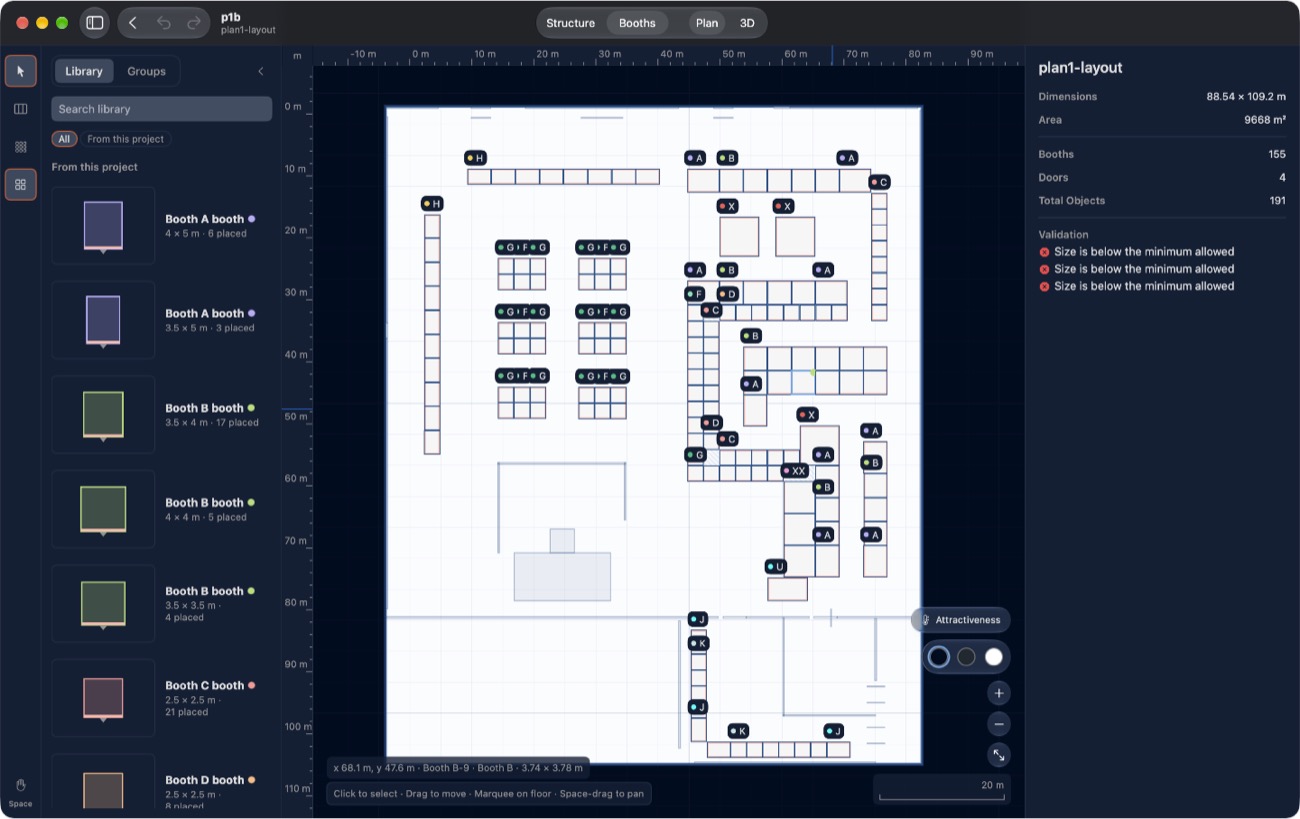 p1b
plan1-layout
Structure
Booths
Plan
3D
m
-10 m
0 m
10 m
20 m
30 m
40 m
50 m
60 m
70 m
80 m
90 m
Library
Groups
Search library
All
From this project
From this project
Booth A booth
4 × 5 m · 6 placed
Booth A booth
3.5 × 5 m · 3 placed
Booth B booth
3.5 × 4 m · 17 placed
Booth B booth
4 × 4 m · 5 placed
Booth B booth
3.5 × 3.5 m ·
4 placed
Booth C booth
2.5 × 2.5 m ·
21 placed
Booth D booth
2.5 × 2.5 m ·
8 placed
Space
0 m
10 m
20 m
30 m
40 m
50 m
60 m
70 m
80 m
90 m
100 m
110 m
H
A
B
A
C
H
X
X
G F G
G F G
A
B
A
F
D
C
G F G
G F G
B
G F G
G F G
A
X
D
A
C
G
A
B
XX
B
A
A
U
J
K
J
K
J
Attractiveness
x 68.1 m, y 47.6 m · Booth B-9 · Booth B · 3.74 × 3.78 m
Click to select · Drag to move · Marquee on floor · Space-drag to pan
20 m
plan1-layout
Dimensions
88.54 × 109.2 m
Area
9668 m²
Booths
155
Doors
4
Total Objects
191
Validation
Size is below the minimum allowed
Size is below the minimum allowed
Size is below the minimum allowed